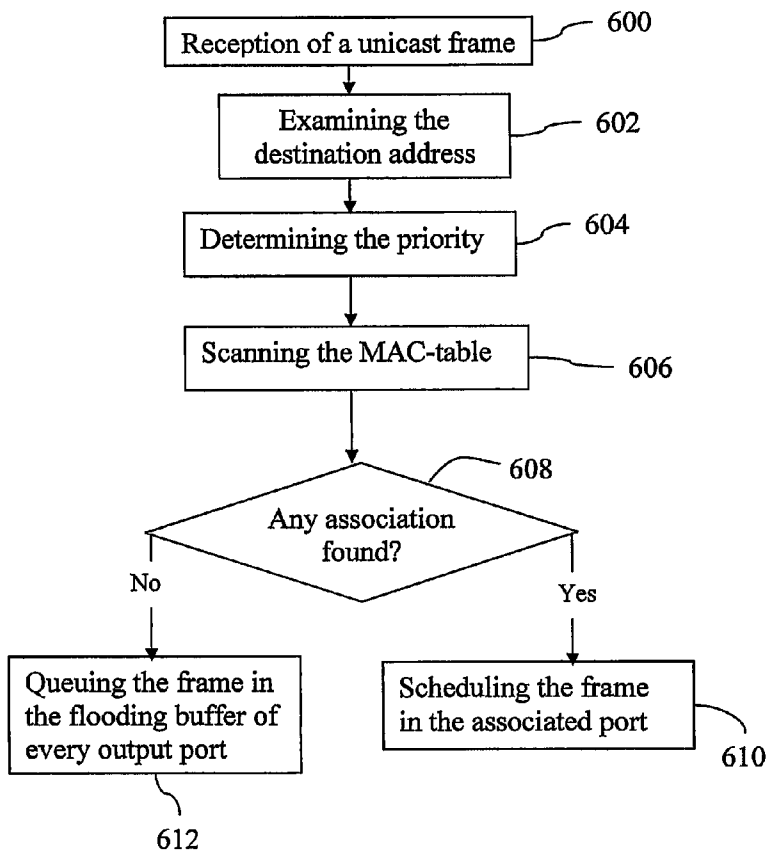 Reception of a unicast frame
600
Examining the
destination address
602
Determining the priority
604
Scanning the MAC-table
606
608
Any association
found?
No
Yes
Queuing the frame in
the flooding buffer of
every output port
Scheduling the frame
in the associated port
610
612